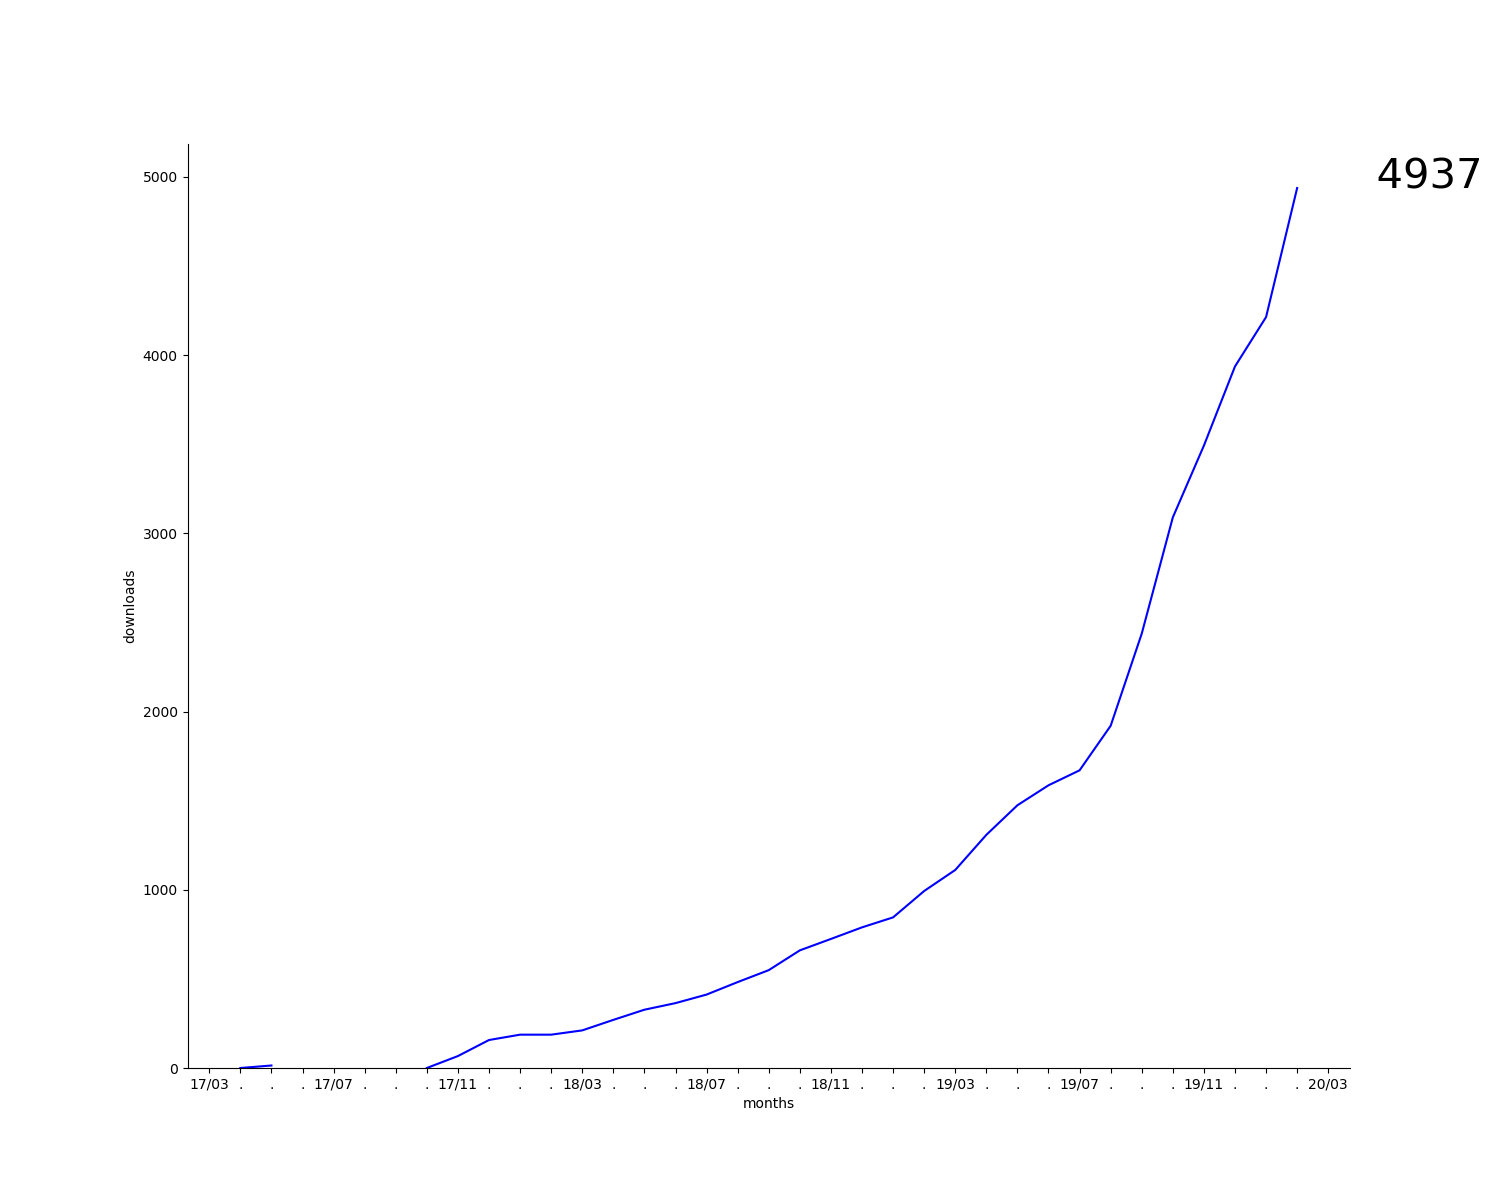 4937
5000
4000
3000
2000
1000
0
downloads
17/03 . . . 17/07 . . . 17/11 . . . 18/03 . . . 18/07 . . . 18/11 . . . 19/03 . . . 19/07 . . . 19/11 . . . 20/03
months